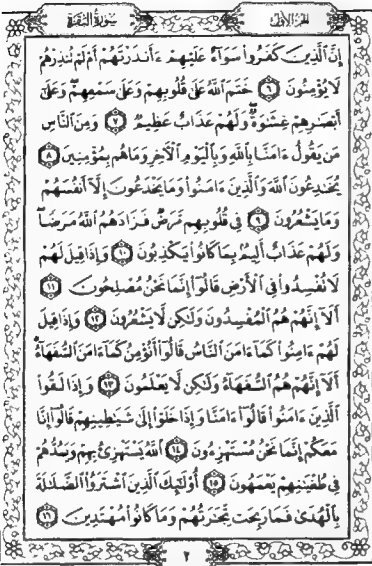 سورة البقرة
الجزء الأول
إِنَّ ٱلَّذِينَ كَفَرُوا۟ سَوَآءٌ عَلَيْهِمْ ءَأَنذَرْتَهُمْ أَمْ لَمْ تُنذِرْهُمْ
لَا يُؤْمِنُونَ ٦ خَتَمَ ٱللَّهُ عَلَىٰ قُلُوبِهِمْ وَعَلَىٰ سَمْعِهِمْ ۖ وَعَلَىٰٓ
أَبْصَٰرِهِمْ غِشَٰوَةٌ ۖ وَلَهُمْ عَذَابٌ عَظِيمٌ ٧ وَمِنَ ٱلنَّاسِ
مَن يَقُولُ ءَامَنَّا بِٱللَّهِ وَبِٱلْيَوْمِ ٱلْءَاخِرِ وَمَا هُم بِمُؤْمِنِينَ ٨
يُخَٰدِعُونَ ٱللَّهَ وَٱلَّذِينَ ءَامَنُوا۟ وَمَا يَخْدَعُونَ إِلَّآ أَنفُسَهُمْ
وَمَا يَشْعُرُونَ ٩ فِى قُلُوبِهِم مَّرَضٌ فَزَادَهُمُ ٱللَّهُ مَرَضًا ۖ
وَلَهُمْ عَذَابٌ أَلِيمٌۢ بِمَا كَانُوا۟ يَكْذِبُونَ ١٠ وَإِذَا قِيلَ لَهُمْ
لَا تُفْسِدُوا۟ فِى ٱلْأَرْضِ قَالُوٓا۟ إِنَّمَا نَحْنُ مُصْلِحُونَ ١١
أَلَآ إِنَّهُمْ هُمُ ٱلْمُفْسِدُونَ وَلَٰكِن لَّا يَشْعُرُونَ ١٢ وَإِذَا قِيلَ
لَهُمْ ءَامِنُوا۟ كَمَآ ءَامَنَ ٱلنَّاسُ قَالُوٓا۟ أَنُؤْمِنُ كَمَآ ءَامَنَ ٱلسُّفَهَآءُ ۗ
أَلَآ إِنَّهُمْ هُمُ ٱلسُّفَهَآءُ وَلَٰكِن لَّا يَعْلَمُونَ ١٣ وَإِذَا لَقُوا۟
ٱلَّذِينَ ءَامَنُوا۟ قَالُوٓا۟ ءَامَنَّا وَإِذَا خَلَوْا۟ إِلَىٰ شَيَٰطِينِهِمْ قَالُوٓا۟ إِنَّا
مَعَكُمْ إِنَّمَا نَحْنُ مُسْتَهْزِءُونَ ١٤ ٱللَّهُ يَسْتَهْزِئُ بِهِمْ وَيَمُدُّهُمْ
فِى طُغْيَٰنِهِمْ يَعْمَهُونَ ١٥ أُو۟لَٰٓئِكَ ٱلَّذِينَ ٱشْتَرَوُا۟ ٱلضَّلَٰلَةَ
بِٱلْهُدَىٰ فَمَا رَبِحَت تِّجَٰرَتُهُمْ وَمَا كَانُوا۟ مُهْتَدِينَ ١٦
٢